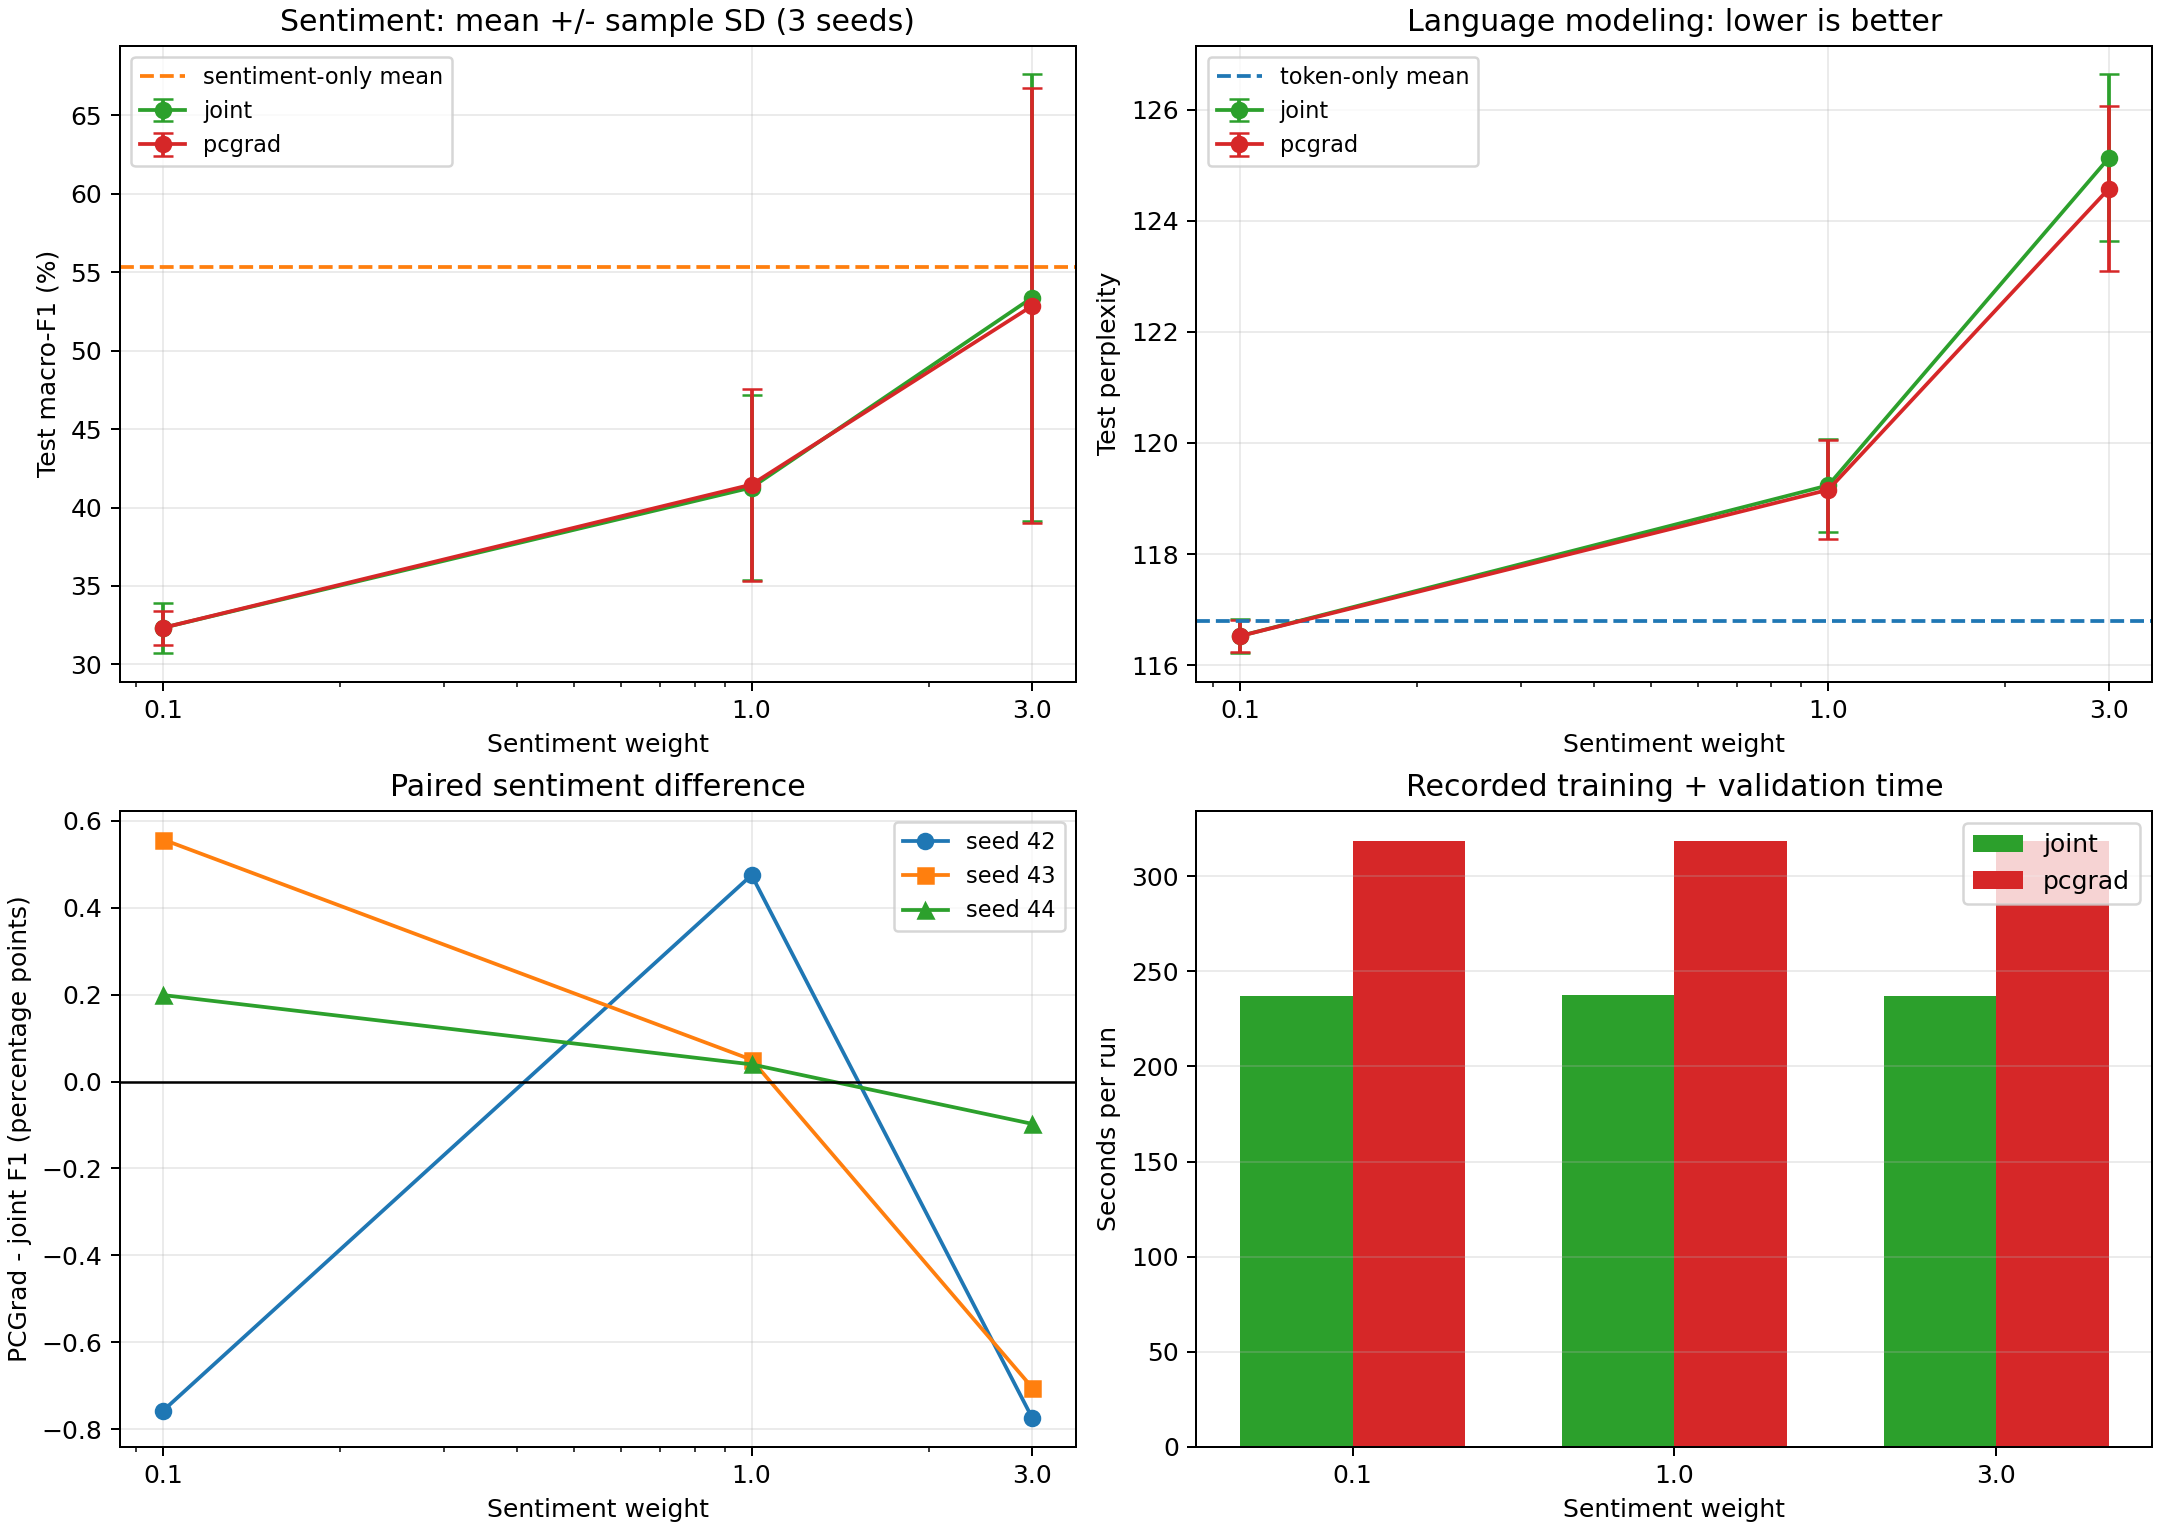 Sentiment: mean +/- sample SD (3 seeds)
sentiment-only mean
joint
pcgrad
Test macro-F1 (%)
65
60
55
50
45
40
35
30
0.1
1.0
3.0
Sentiment weight
Language modeling: lower is better
token-only mean
joint
pcgrad
Test perplexity
126
124
122
120
118
116
0.1
1.0
3.0
Sentiment weight
Paired sentiment difference
seed 42
seed 43
seed 44
PCGrad - joint F1 (percentage points)
0.6
0.4
0.2
0.0
−0.2
−0.4
−0.6
−0.8
0.1
1.0
3.0
Sentiment weight
Recorded training + validation time
joint
pcgrad
Seconds per run
300
250
200
150
100
50
0
0.1
1.0
3.0
Sentiment weight